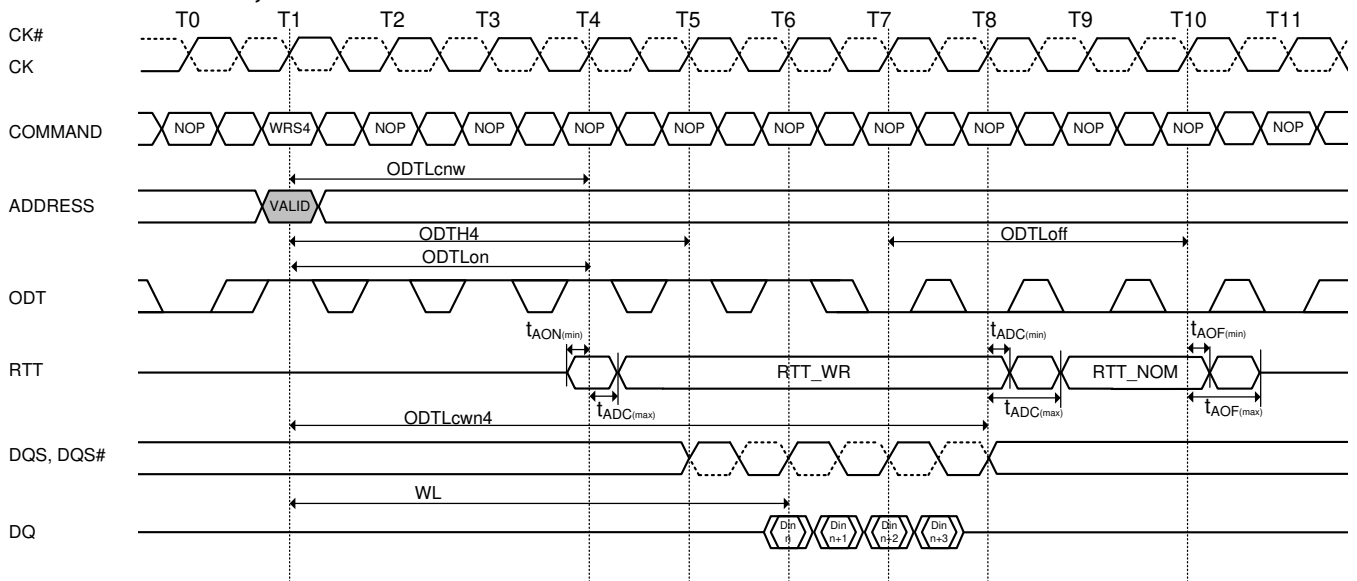 T0 T1 T2 T3 T4 T5 T6 T7 T8 T9 T10 T11
CK#
CK
COMMAND NOP WRS4 NOP NOP NOP NOP NOP NOP NOP NOP NOP NOP
ODTLcnw
ADDRESS VALID
ODTH4 ODTLoff
ODTLon
ODT
tAON(min) tADC(min) tAOF(min)
RTT RTT_WR RTT_NOM
tADC(max) tADC(max) tAOF(max)
ODTLcwn4
DQS, DQS#
WL
DQ Din n Din n+1 Din n+2 Din n+3